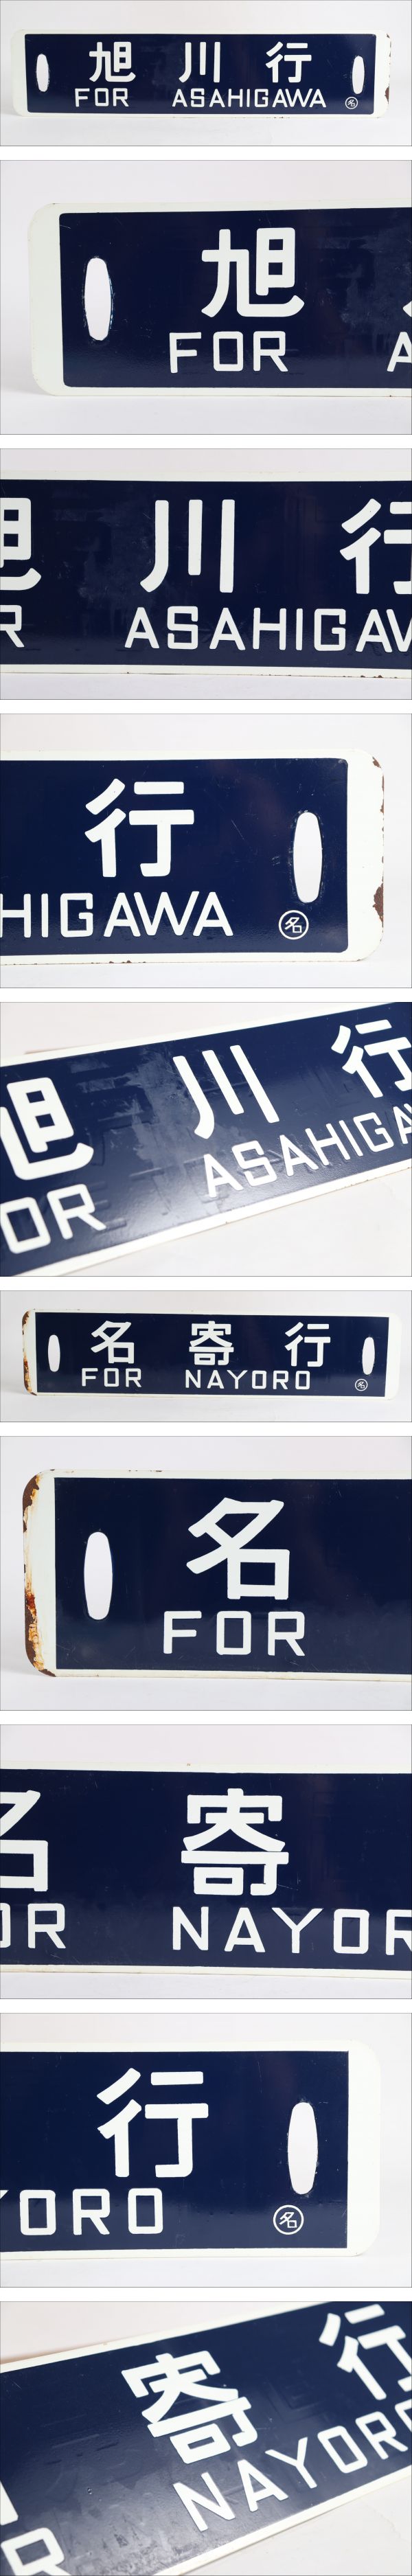 旭 川 行
FOR ASAHIGAWA 名
旭
FOR A
旭 川 行
R ASAHIGAW
行
HIGAWA 名
旭 川 行
OR ASAHIGA
名 寄 行
FOR NAYORO 名
名
FOR
名 寄
OR NAYOR
行
YORO 名
寄 行
R NAYORO